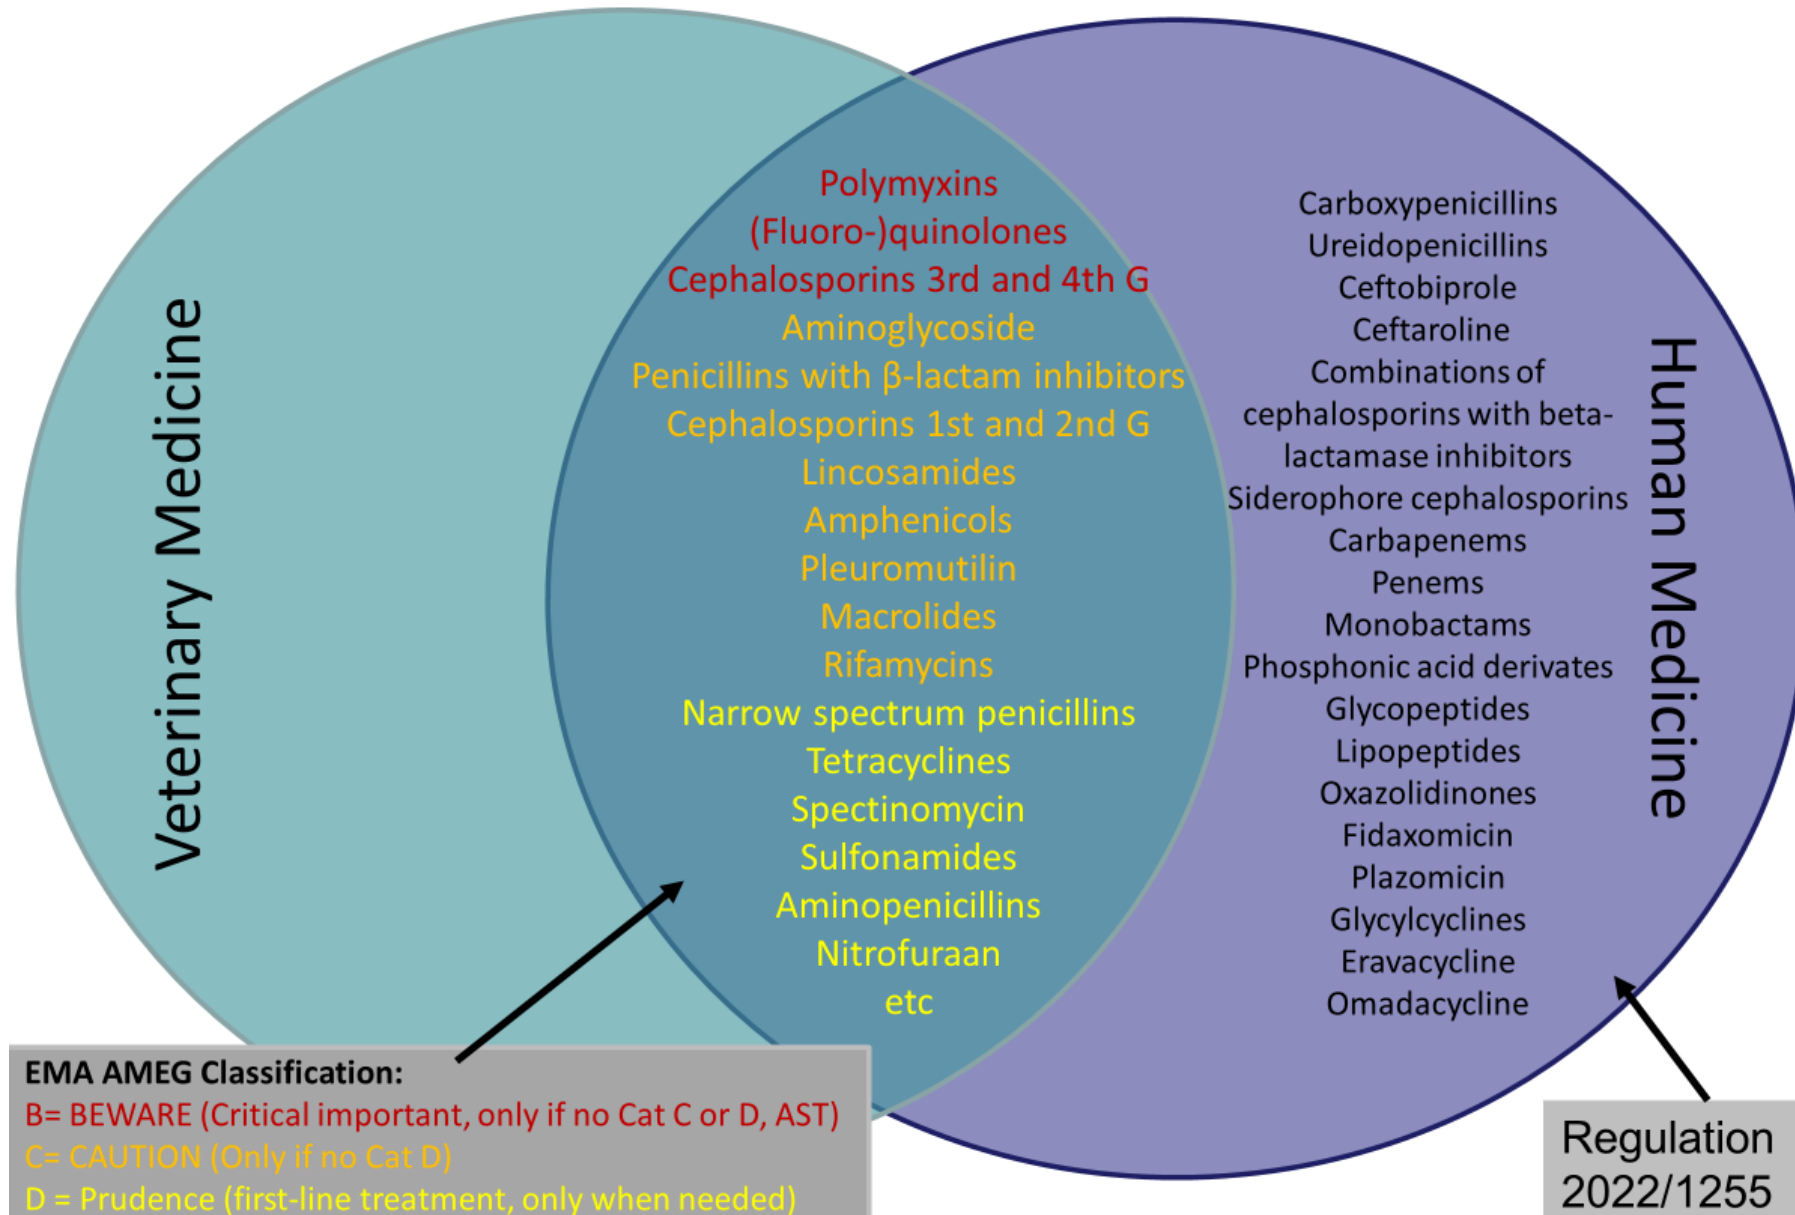 Veterinary Medicine
Polymyxins
(Fluoro-)quinolones
Cephalosporins 3rd and 4th G
Aminoglycoside
Penicillins with β-lactam inhibitors
Cephalosporins 1st and 2nd G
Lincosamides
Amphenicols
Pleuromutilin
Macrolides
Rifamycins
Narrow spectrum penicillins
Tetracyclines
Spectinomycin
Sulfonamides
Aminopenicillins
Nitrofuraan
etc
Carboxypenicillins
Ureidopenicillins
Ceftobiprole
Ceftaroline
Combinations of
cephalosporins with beta-
lactamase inhibitors
Siderophore cephalosporins
Carbapenems
Penems
Monobactams
Phosphonic acid derivates
Glycopeptides
Lipopeptides
Oxazolidinones
Fidaxomicin
Plazomicin
Glycylcyclines
Eravacycline
Omadacycline
Human Medicine
EMA AMEG Classification:
B= BEWARE (Critical important, only if no Cat C or D, AST)
C= CAUTION (Only if no Cat D)
D = Prudence (first-line treatment, only when needed)
Regulation
2022/1255